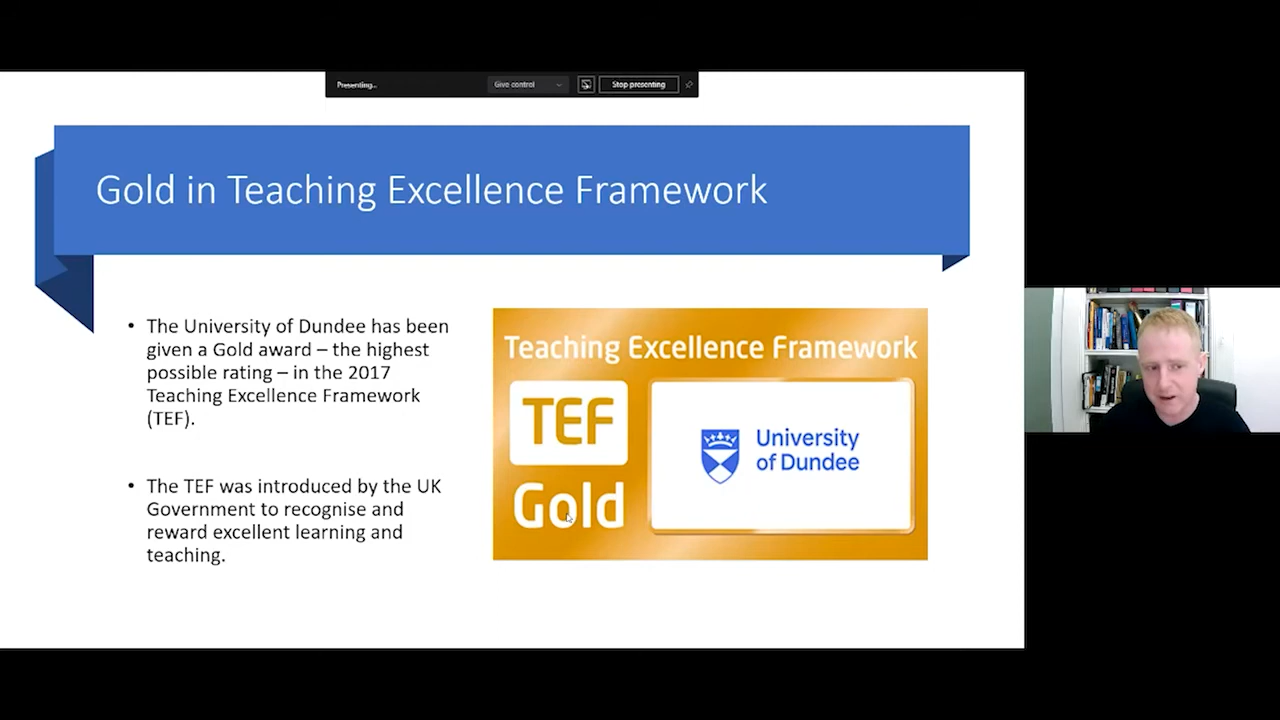 Presenting...
Give control
Stop presenting
Gold in Teaching Excellence Framework
• The University of Dundee has been
given a Gold award – the highest
possible rating – in the 2017
Teaching Excellence Framework
(TEF).
• The TEF was introduced by the UK
Government to recognise and
reward excellent learning and
teaching.
Teaching Excellence Framework
TEF
Gold
University
of Dundee